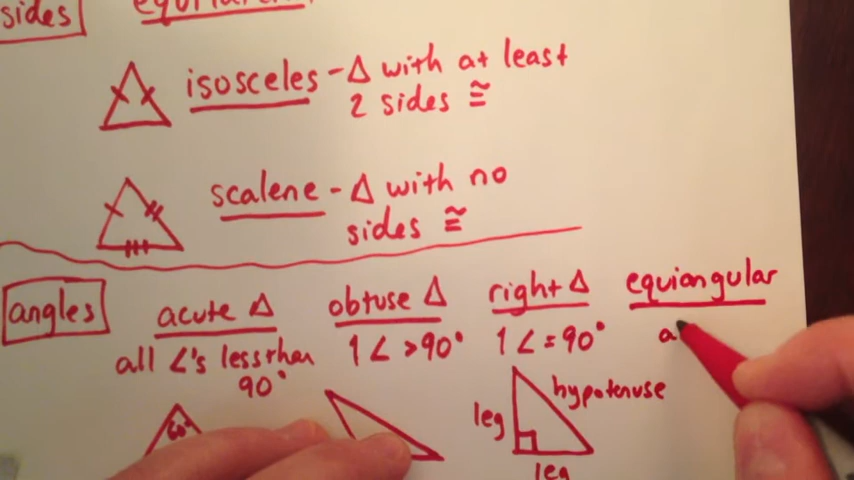 sides
isosceles - Δ with at least
2 sides ≅
scalene - Δ with no
sides ≅
angles
acute Δ
obtuse Δ
right Δ
equiangular
all ∠'s less than
90°
1∠ >90°
1∠ = 90°
a
60°
leg
hypotenuse
leg